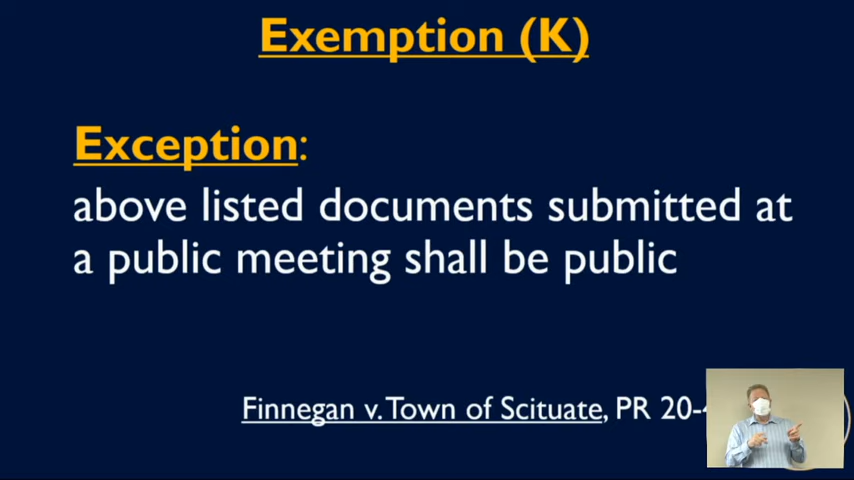 Exemption (K)
Exception:
above listed documents submitted at
a public meeting shall be public
Finnegan v. Town of Scituate, PR 20-